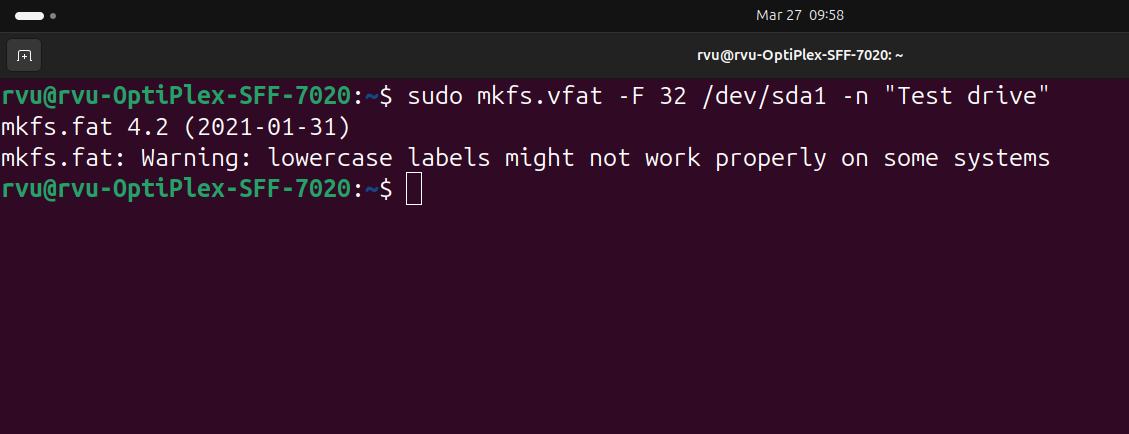 Mar 27 09:58
rvu@rvu-OptiPlex-SFF-7020: ~
rvu@rvu-OptiPlex-SFF-7020:~$ sudo mkfs.vfat -F 32 /dev/sda1 -n "Test drive"
mkfs.fat 4.2 (2021-01-31)
mkfs.fat: Warning: lowercase labels might not work properly on some systems
rvu@rvu-OptiPlex-SFF-7020:~$